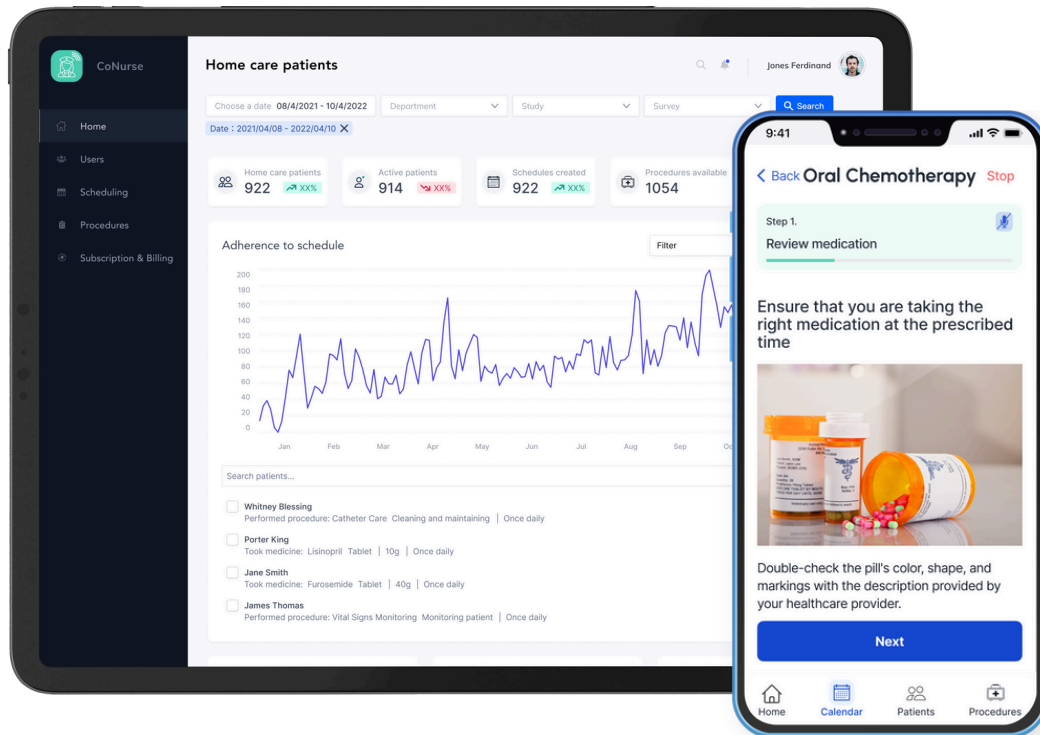 CoNurse
Home
Users
Scheduling
Procedures
Subscription & Billing
Home care patients
Jones Ferdinand
Choose a date 08/4/2021 - 10/4/2022
Department
Study
Survey
Search
Date : 2021/04/08 - 2022/04/10 X
Home care patients
922 XX%
Active patients
914 XX%
Schedules created
922 XX%
Procedures available
1054
Adherence to schedule
Filter
200
180
160
140
120
100
80
60
40
20
0
Jan Feb Mar Apr May Jun Jul Aug Sep
Search patients...
Whitney Blessing
Performed procedure: Catheter Care Cleaning and maintaining | Once daily
Porter King
Took medicine: Lisinopril Tablet | 10g | Once daily
Jane Smith
Took medicine: Furosemide Tablet | 40g | Once daily
James Thomas
Performed procedure: Vital Signs Monitoring Monitoring patient | Once daily
9:41
Back Oral Chemotherapy Stop
Step 1.
Review medication
Ensure that you are taking the
right medication at the prescribed
time
Double-check the pill's color, shape, and
markings with the description provided by
your healthcare provider.
Next
Home Calendar Patients Procedures